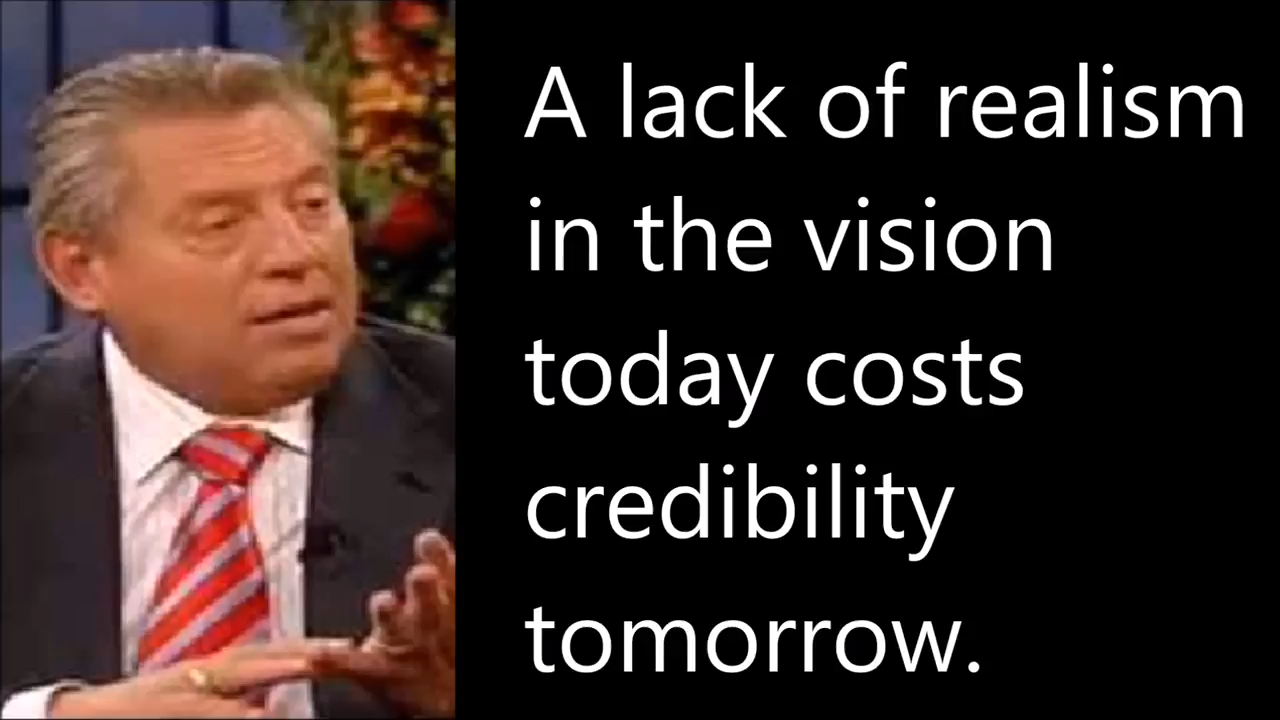 A lack of realism
in the vision
today costs
credibility
tomorrow.